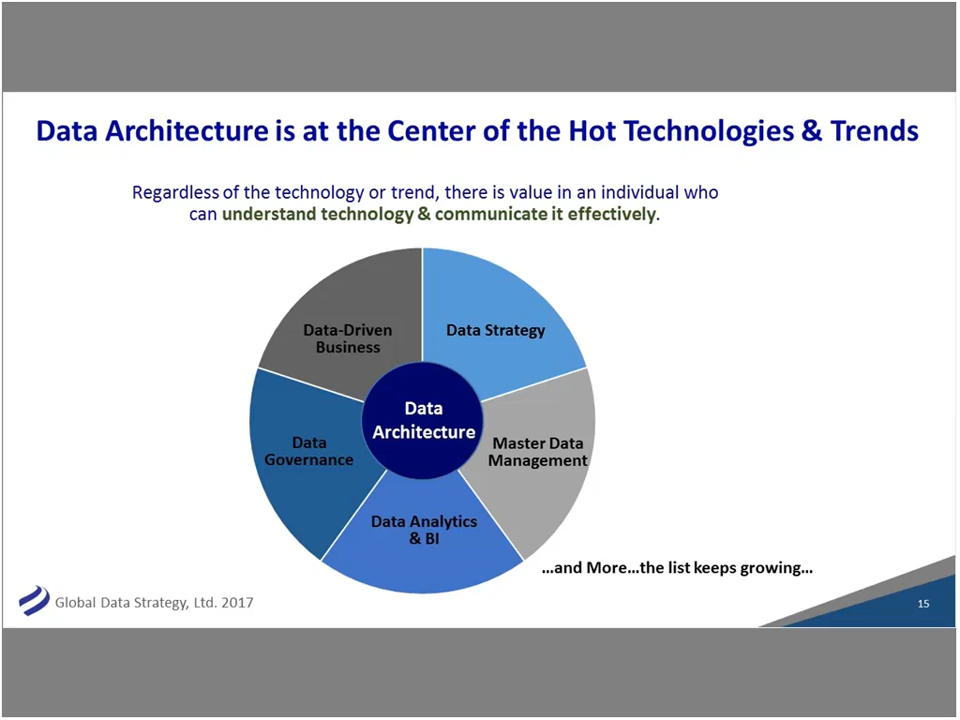 Data Architecture is at the Center of the Hot Technologies & Trends
Regardless of the technology or trend, there is value in an individual who
can understand technology & communicate it effectively.
Data-Driven
Business
Data Strategy
Data
Architecture
Data
Governance
Master Data
Management
Data Analytics
& BI
…and More…the list keeps growing…
Global Data Strategy, Ltd. 2017
15